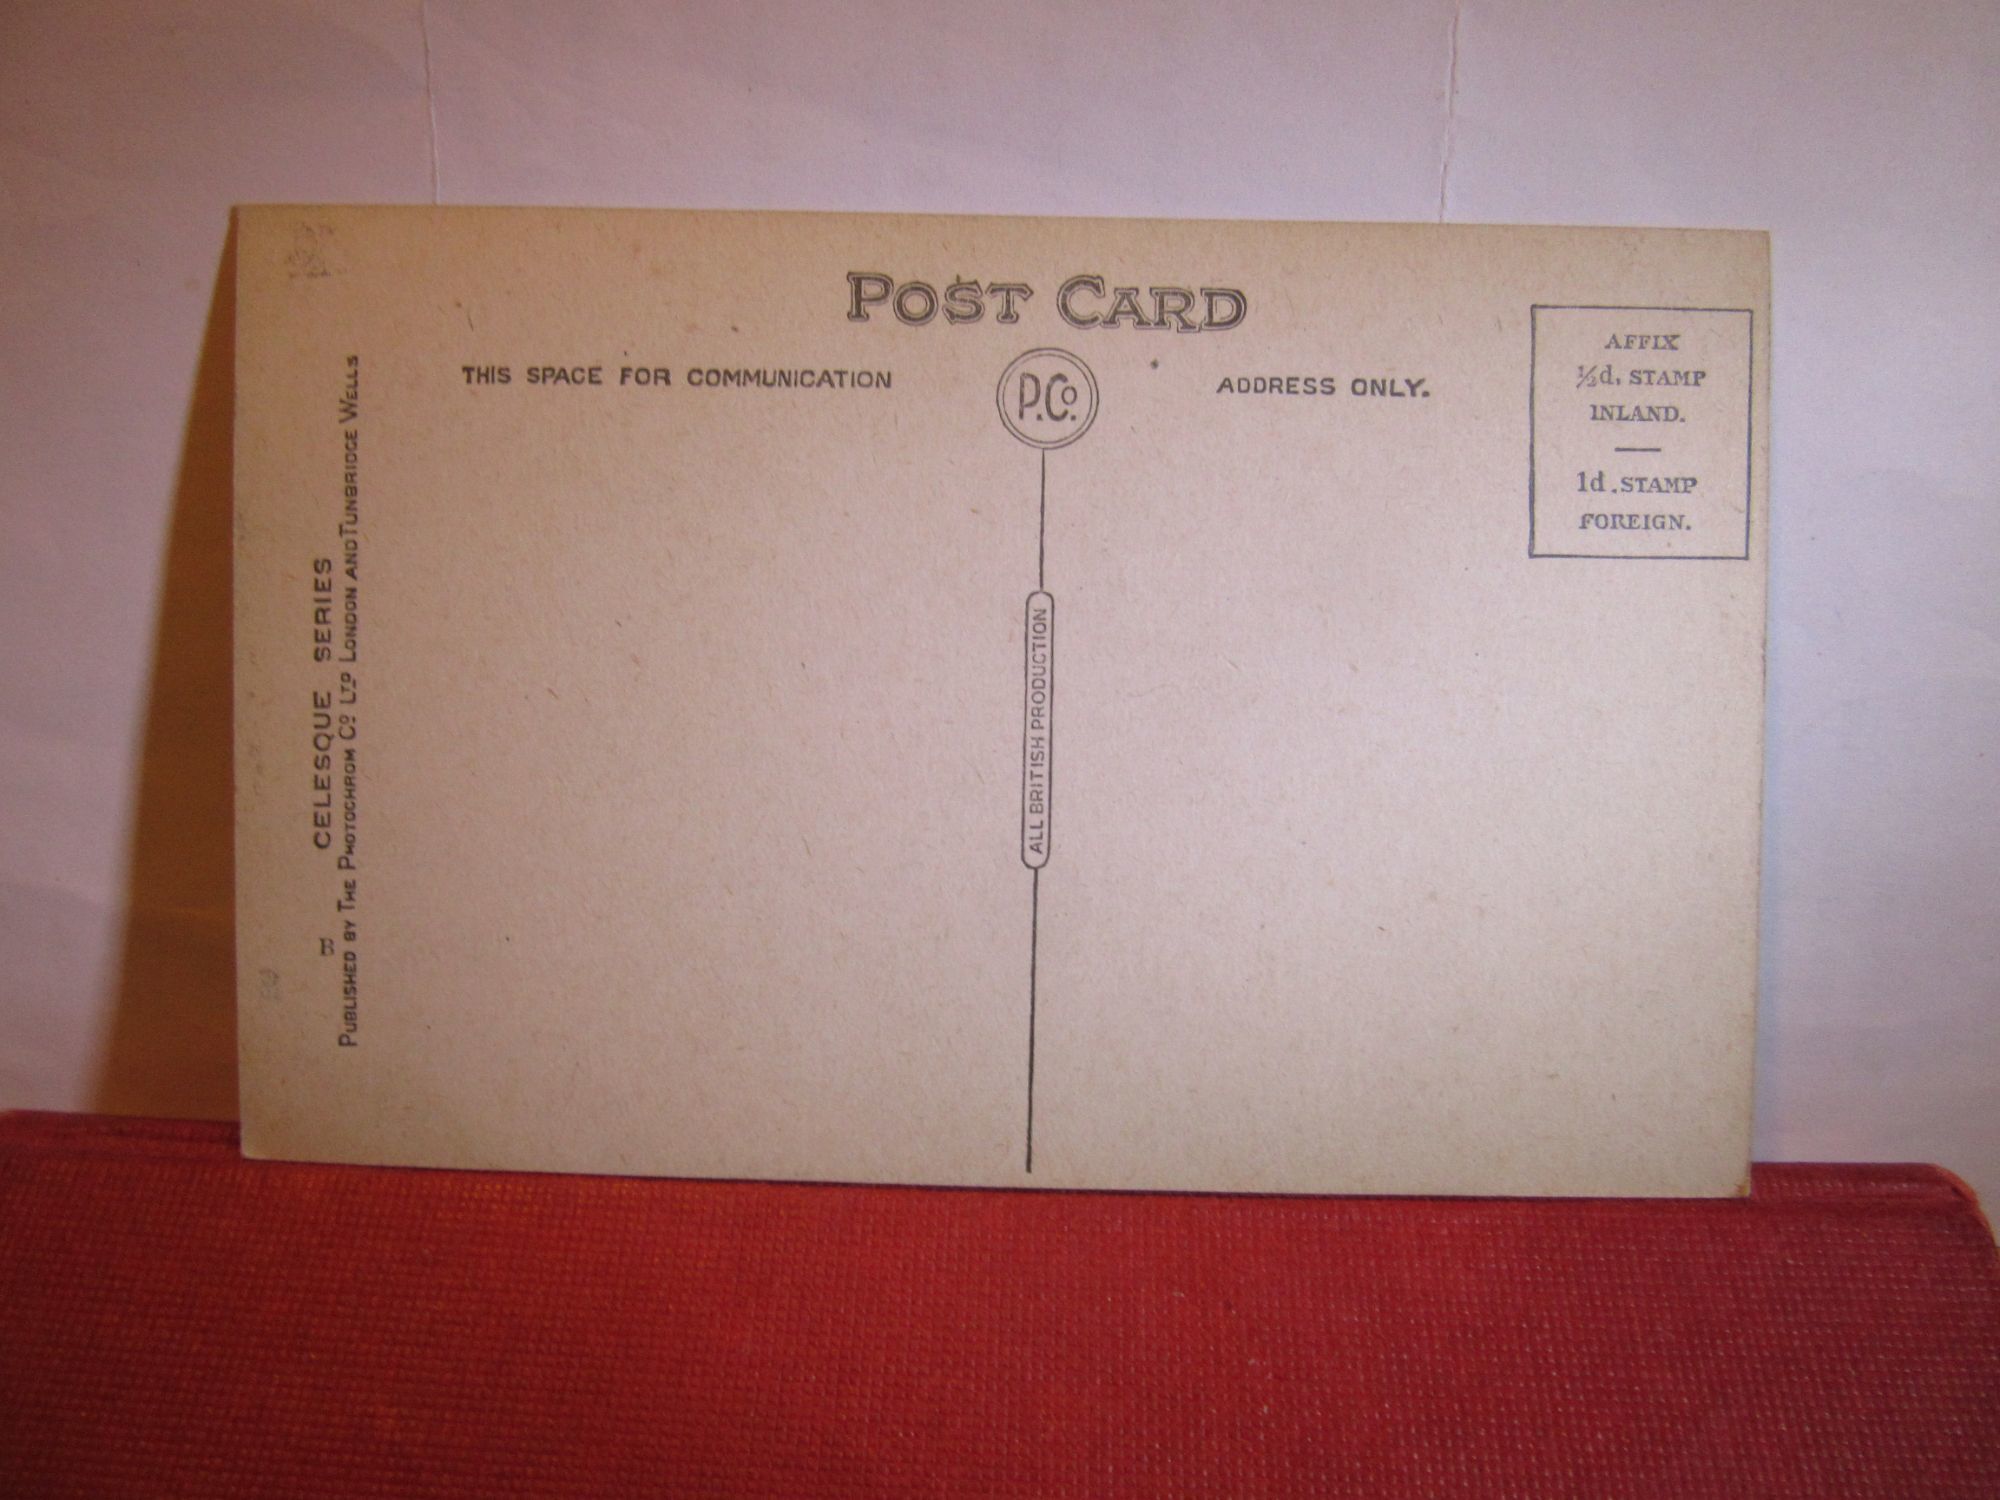 POST CARD
THIS SPACE FOR COMMUNICATION
P.Co.
ADDRESS ONLY.
AFFIX
½d. STAMP
INLAND.
1d. STAMP
FOREIGN.
ALL BRITISH PRODUCTION
B CELESQUE SERIES
PUBLISHED BY THE PHOTOCHROM CO LTD LONDON AND TUNBRIDGE WELLS